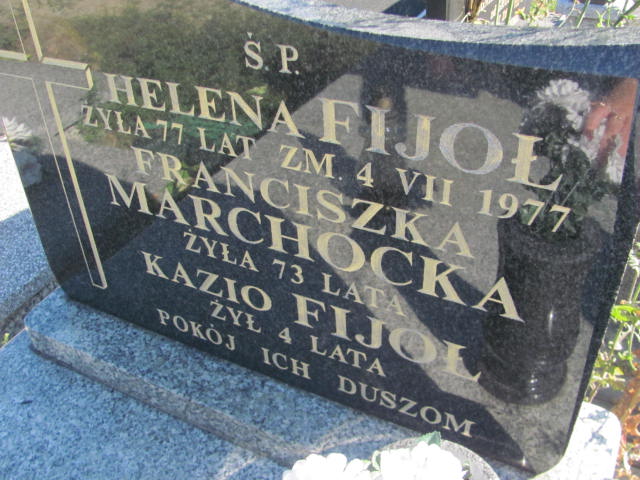 Ś.P.
HELENA FIJOŁ
ŻYŁA 77 LAT ZM. 4 VII 1977
FRANCISZKA
MARCHOCKA
ŻYŁA 73 LATA
KAZIO FIJOŁ
ŻYŁ 4 LATA
POKÓJ ICH DUSZOM